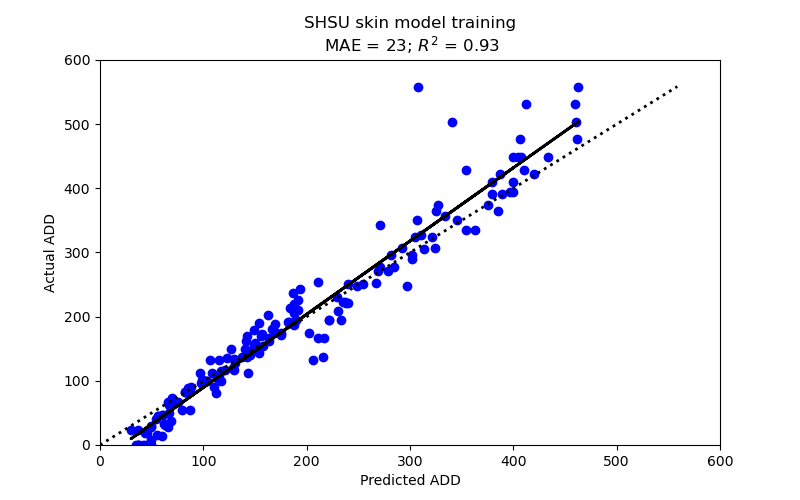 SHSU skin model training
MAE = 23; R² = 0.93
600
500
400
300
200
100
0
Actual ADD
0 100 200 300 400 500 600
Predicted ADD